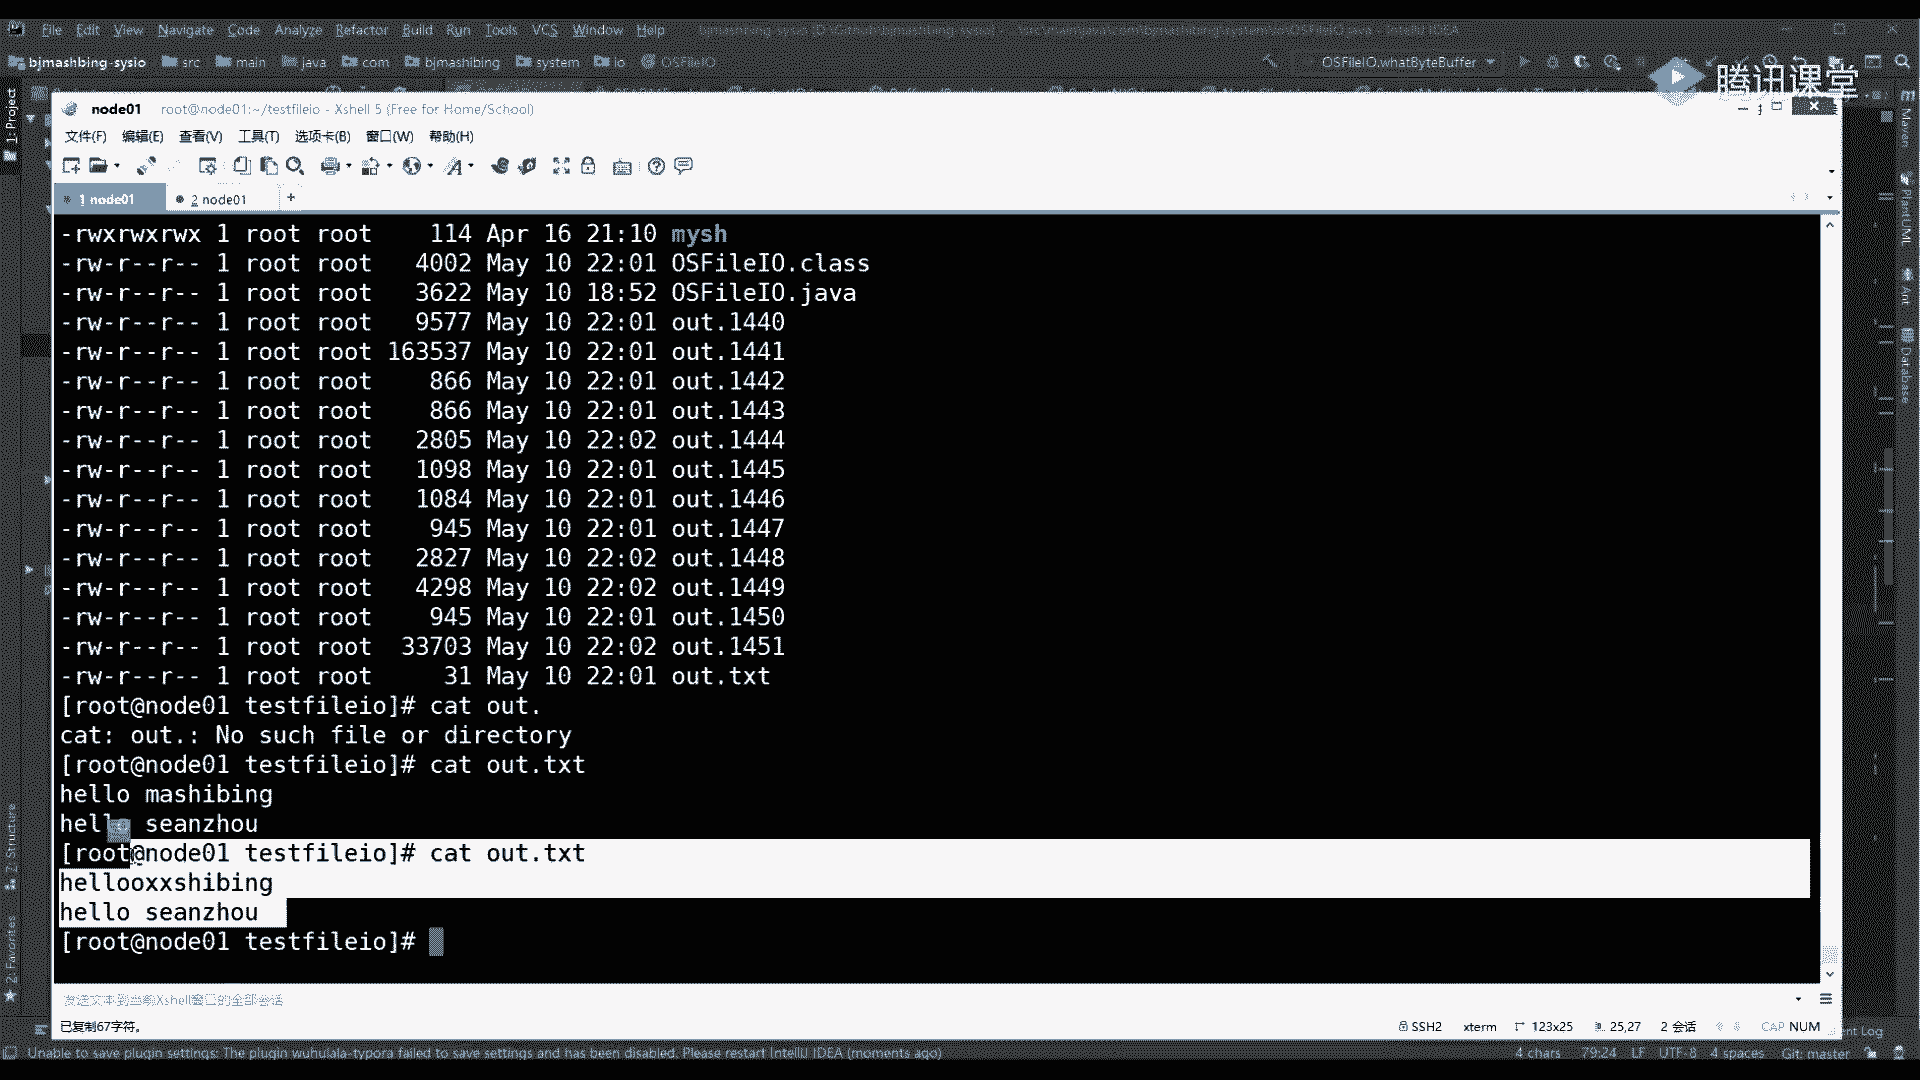 File Edit View Navigate Code Analyze Refactor Build Run Tools VCS Window Help
bjmashbing-sysio src main java com bjmashibing system io OSFileIO OSFileIO.whatByteBuffer
腾讯课堂
node01 root@node01:~/testfileio - Xshell 5 (Free for Home/School)
文件(F) 编辑(E) 查看(V) 工具(T) 选项卡(B) 窗口(W) 帮助(H)
1 node01 2 node01 +
-rwxrwxrwx 1 root root 114 Apr 16 21:10 mysh
-rw-r--r-- 1 root root 4002 May 10 22:01 OSFileIO.class
-rw-r--r-- 1 root root 3622 May 10 18:52 OSFileIO.java
-rw-r--r-- 1 root root 9577 May 10 22:01 out.1440
-rw-r--r-- 1 root root 163537 May 10 22:01 out.1441
-rw-r--r-- 1 root root 866 May 10 22:01 out.1442
-rw-r--r-- 1 root root 866 May 10 22:01 out.1443
-rw-r--r-- 1 root root 2805 May 10 22:02 out.1444
-rw-r--r-- 1 root root 1098 May 10 22:01 out.1445
-rw-r--r-- 1 root root 1084 May 10 22:01 out.1446
-rw-r--r-- 1 root root 945 May 10 22:01 out.1447
-rw-r--r-- 1 root root 2827 May 10 22:02 out.1448
-rw-r--r-- 1 root root 4298 May 10 22:02 out.1449
-rw-r--r-- 1 root root 945 May 10 22:01 out.1450
-rw-r--r-- 1 root root 33703 May 10 22:02 out.1451
-rw-r--r-- 1 root root 31 May 10 22:01 out.txt
[root@node01 testfileio]# cat out.
cat: out.: No such file or directory
[root@node01 testfileio]# cat out.txt
hello mashibing
hello seanzhou
[root@node01 testfileio]# cat out.txt
hellooxxshibing
hello seanzhou
[root@node01 testfileio]#
发送文本到当前Xshell窗口的全部会话
已复制67字符。 SSH2 xterm 123x25 25,27 2 会话 CAP NUM
Unable to save plugin settings: The plugin wuhulala-typora failed to save settings and has been disabled. Please restart IntelliJ IDEA (moments ago) 4 chars 79:24 LF UTF-8 4 spaces Git: master
1: Project
Z: Structure
2: Favorites
Maven
PlantUML
Ant
Database